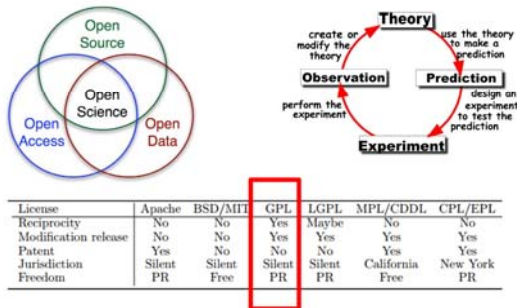 Open
Source
Open
Science
Open
Access
Open
Data
Theory
create or
modify the
theory
use the theory
to make a
prediction
Observation
Prediction
perform the
experiment
design an
experiment
to test the
prediction
Experiment
License Apache BSD/MIT GPL LGPL MPL/CDDL CPL/EPL
Reciprocity No No Yes Maybe No No
Modification release No No Yes Yes Yes Yes
Patent Yes No No No Yes Yes
Jurisdiction Silent Silent Silent Silent California New York
Freedom PR Free PR PR Free PR